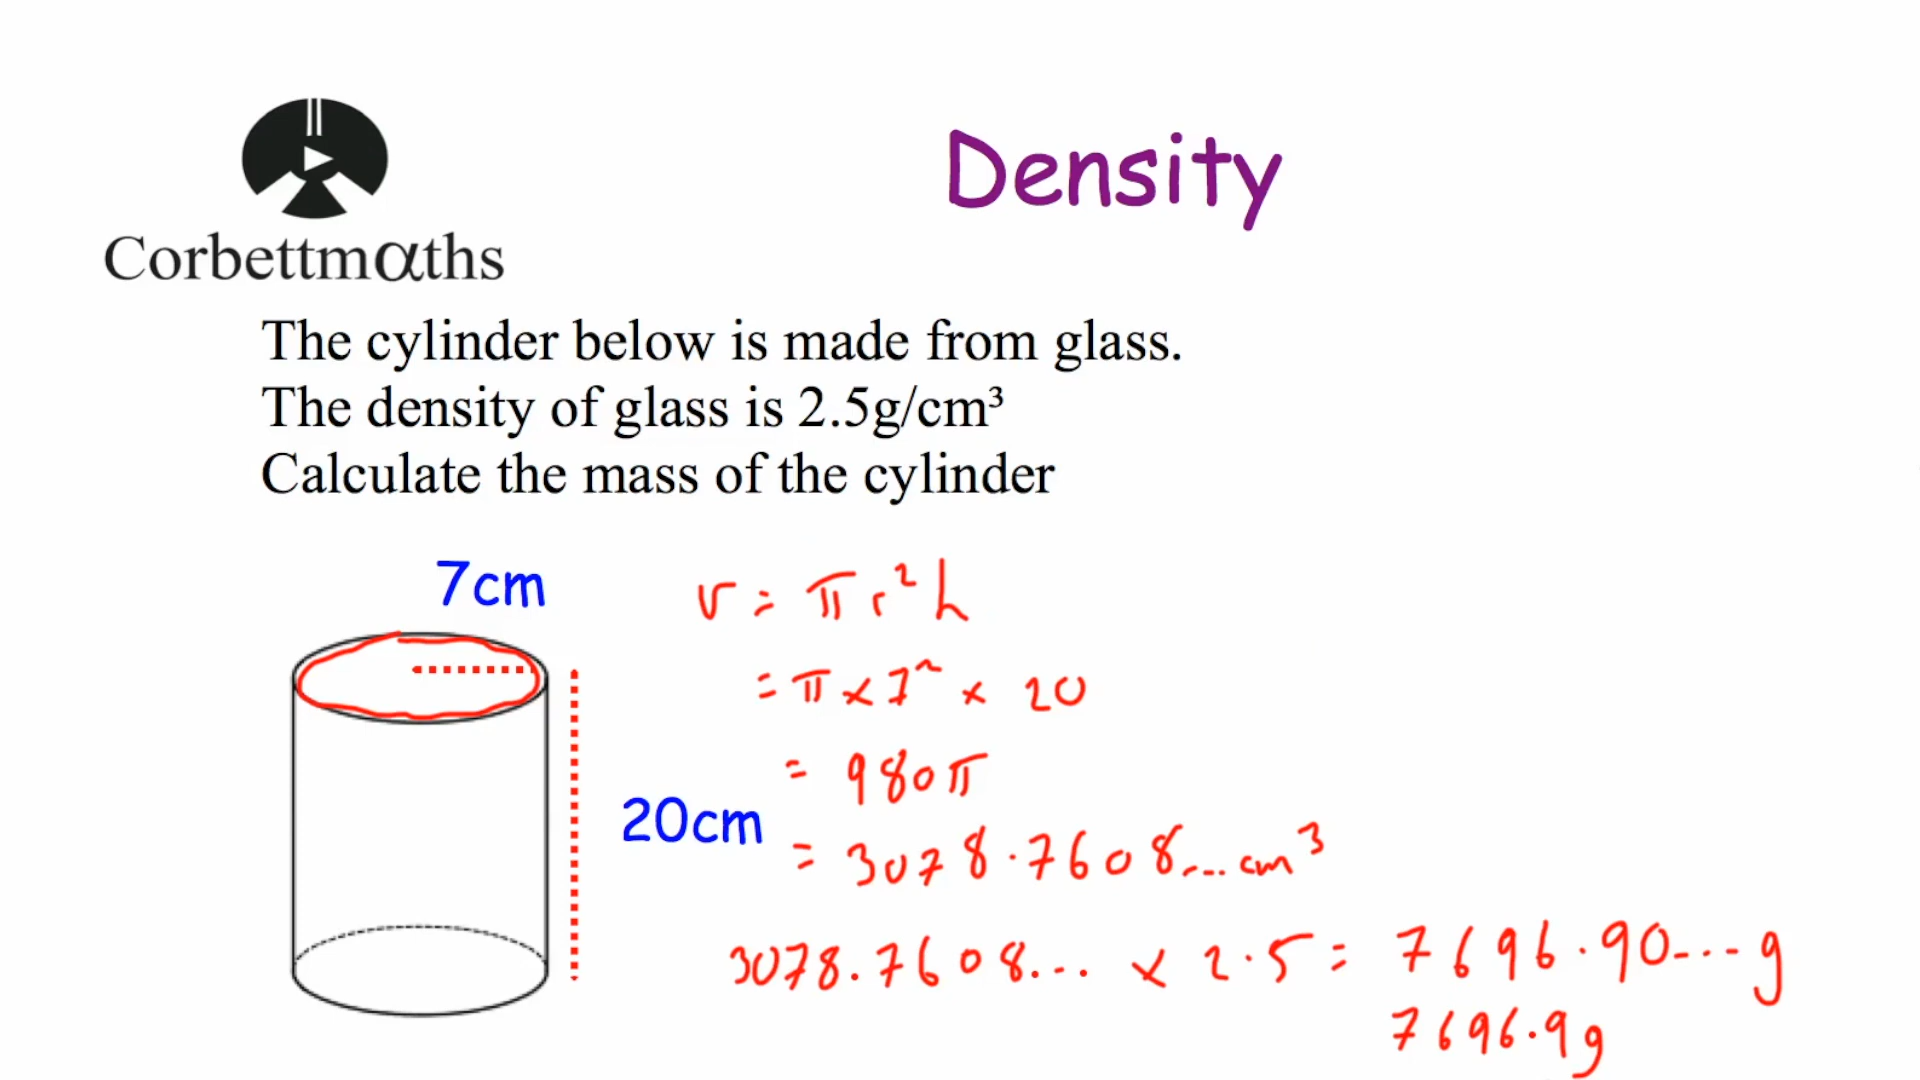 Density
Corbettmαths
The cylinder below is made from glass.
The density of glass is 2.5g/cm³
Calculate the mass of the cylinder
7cm
20cm
v = πr²h
= π × 7² × 20
= 980π
= 3078.7608... cm³
3078.7608... × 2.5 = 7696.90... g
7696.9g